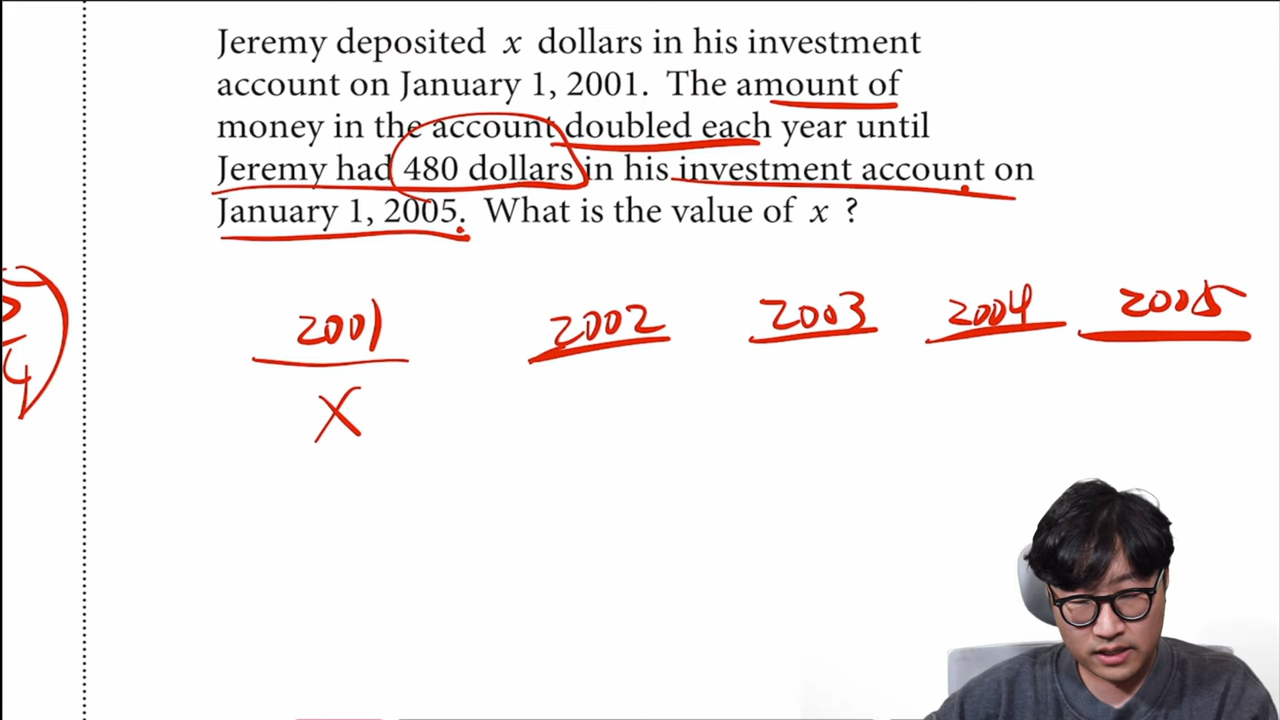 Jeremy deposited x dollars in his investment
account on January 1, 2001. The amount of
money in the account doubled each year until
Jeremy had 480 dollars in his investment account on
January 1, 2005. What is the value of x ?
2001 2002 2003 2004 2005
x
4